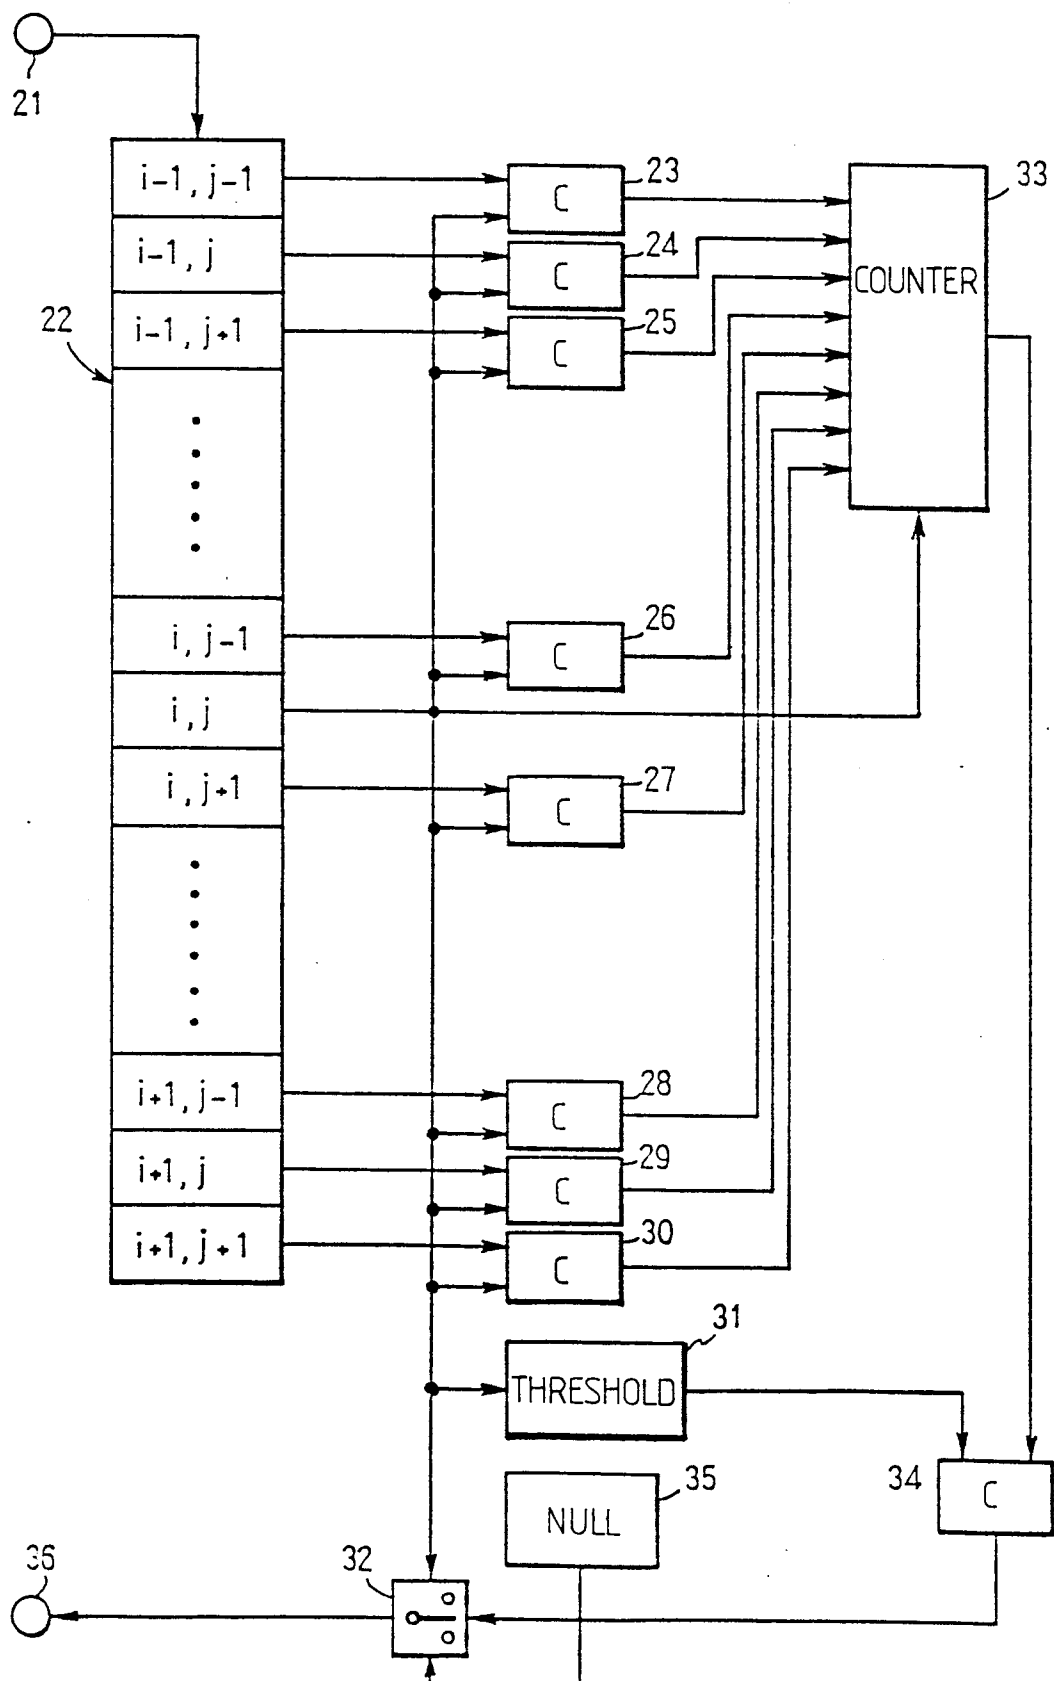 21
i-1, j-1
C
23
33
i-1, j
C
24
COUNTER
22
i-1, j+1
C
25
i, j-1
C
26
i, j
i, j+1
C
27
i+1, j-1
C
28
i+1, j
C
29
i+1, j+1
C
30
31
THRESHOLD
34
C
35
NULL
36
32